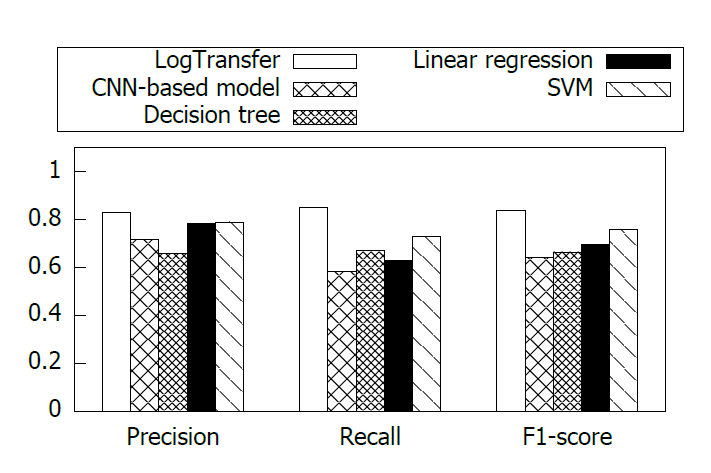 LogTransfer Linear regression
CNN-based model SVM
Decision tree
1
0.8
0.6
0.4
0.2
0
Precision Recall F1-score